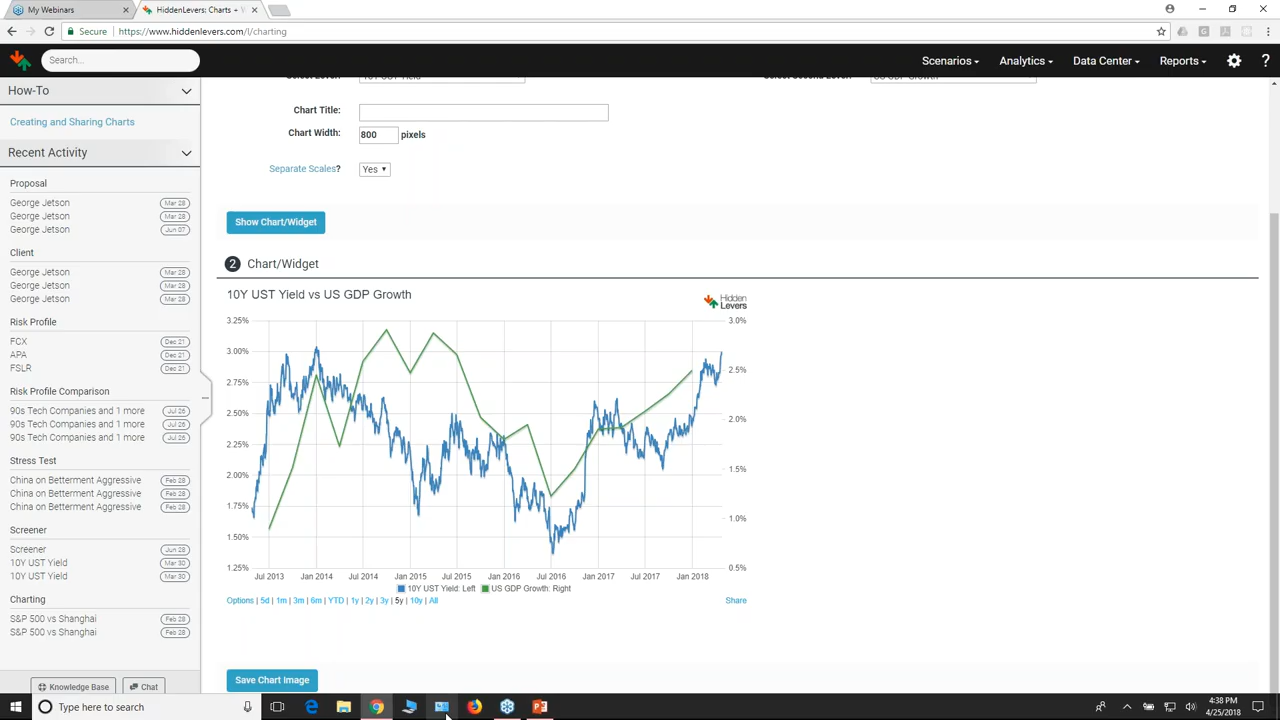 My Webinars
HiddenLevers: Charts + W
Secure
https://www.hiddenlevers.com/l/charting
Search...
Scenarios
Analytics
Data Center
Reports
?
How-To
Creating and Sharing Charts
Recent Activity
Proposal
George Jetson Mar 28
George Jetson Mar 28
George Jetson Jun 07
Client
George Jetson Mar 28
George Jetson Mar 28
George Jetson Mar 28
Risk Profile
FCX Dec 21
APA Dec 21
FSLR Dec 21
Risk Profile Comparison
90s Tech Companies and 1 more Jul 26
90s Tech Companies and 1 more Jul 26
90s Tech Companies and 1 more Jul 26
Stress Test
China on Betterment Aggressive Feb 28
China on Betterment Aggressive Feb 28
China on Betterment Aggressive Feb 28
Screener
Screener Jun 28
10Y UST Yield Mar 30
10Y UST Yield Mar 30
Charting
S&P 500 vs Shanghai Feb 28
S&P 500 vs Shanghai Feb 28
Knowledge Base
Chat
Chart Title:
Chart Width: 800 pixels
Separate Scales? Yes
Show Chart/Widget
2 Chart/Widget
10Y UST Yield vs US GDP Growth
Hidden
Levers
3.25% 3.0%
3.00%
2.75% 2.5%
2.50% 2.0%
2.25%
2.00% 1.5%
1.75% 1.0%
1.50%
1.25% 0.5%
Jul 2013 Jan 2014 Jul 2014 Jan 2015 Jul 2015 Jan 2016 Jul 2016 Jan 2017 Jul 2017 Jan 2018
10Y UST Yield: Left US GDP Growth: Right
Options | 5d | 1m | 3m | 6m | YTD | 1y | 2y | 3y | 5y | 10y | All
Share
Save Chart Image
Type here to search
4:38 PM
4/25/2018